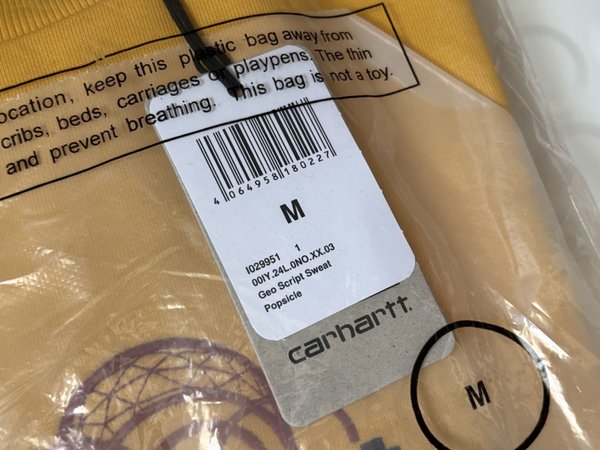 location, keep this plastic bag away from
cribs, beds, carriages or playpens. The thin
and prevent breathing. This bag is not a toy.
4 064958 180227
M
I029951 1
00IY.24L.0NO.XX.03
Geo Script Sweat
Popsicle
carhartt.
M